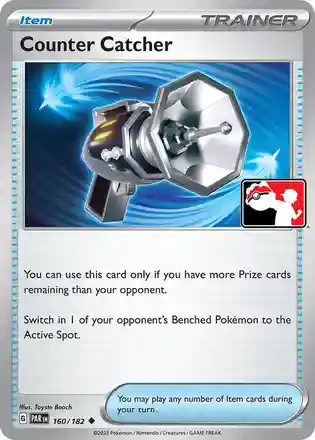 Item
TRAINER
Counter Catcher
You can use this card only if you have more Prize cards
remaining than your opponent.
Switch in 1 of your opponent's Benched Pokémon to
the Active Spot.
Illus. Toyste Beach
G PAR EN 160/182 ◆
You may play any number of Item cards during
your turn.
©2023 Pokémon / Nintendo / Creatures / GAME FREAK